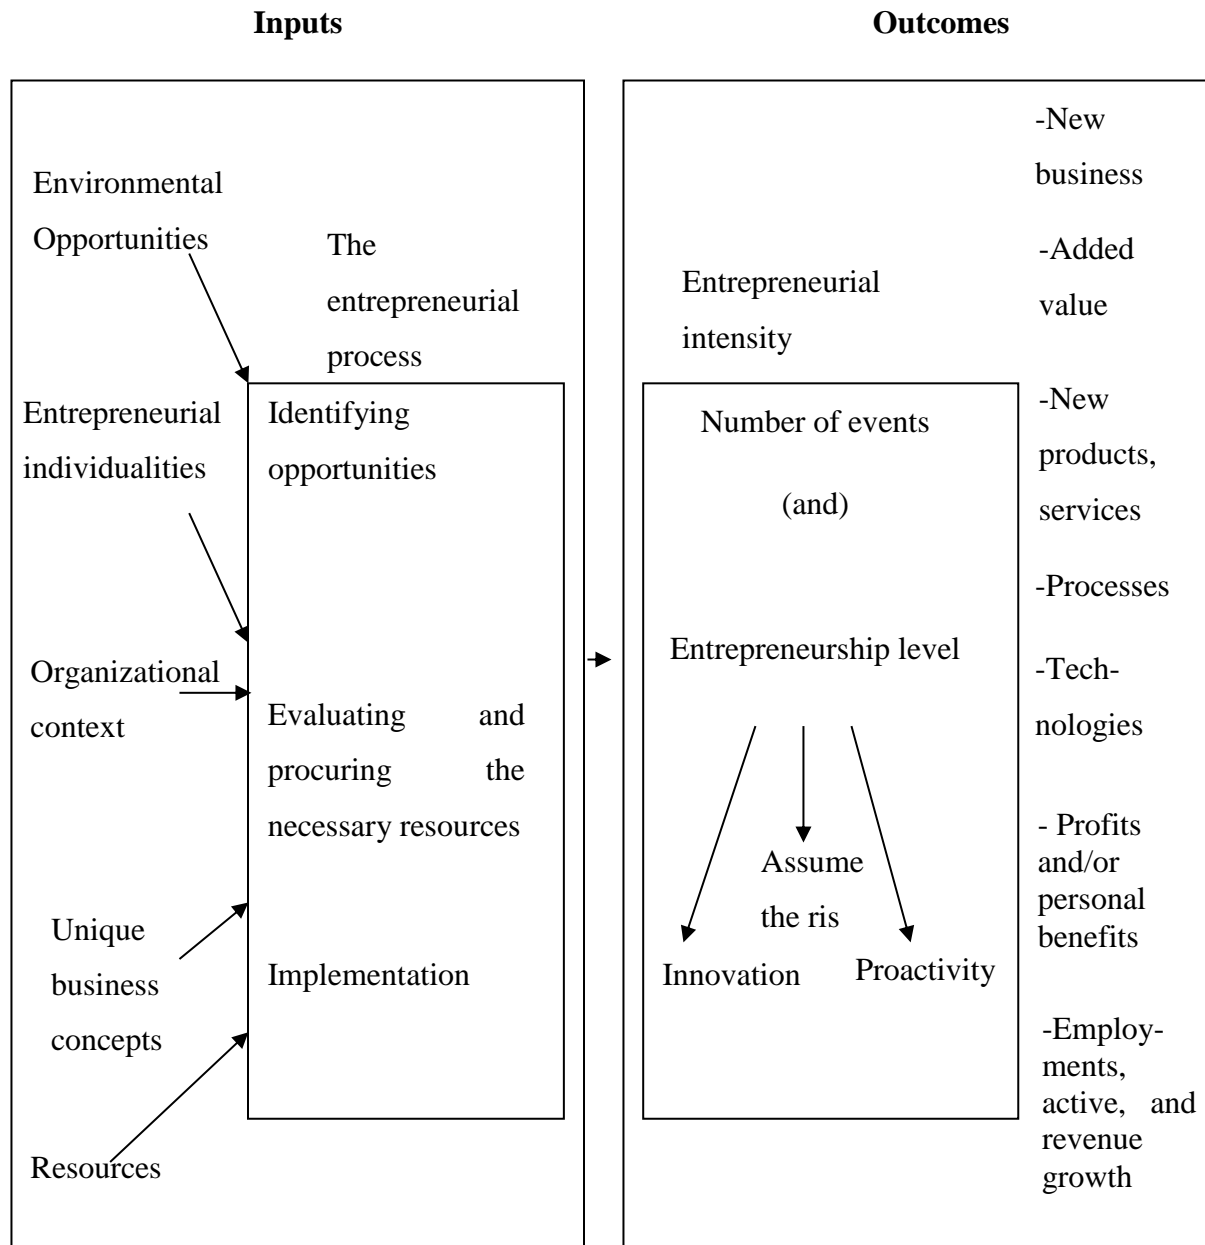 Inputs
Outcomes
Environmental
Opportunities
The
entrepreneurial
process
Entrepreneurial
individualities
Identifying
opportunities
Organizational
context
Evaluating and
procuring the
necessary resources
Unique
business
concepts
Implementation
Resources
Entrepreneurial
intensity
Number of events
(and)
Entrepreneurship level
Assume
the ris
Innovation
Proactivity
-New
business
-Added
value
-New
products,
services
-Processes
-Tech-
nologies
- Profits
and/or
personal
benefits
-Employ-
ments,
active, and
revenue
growth